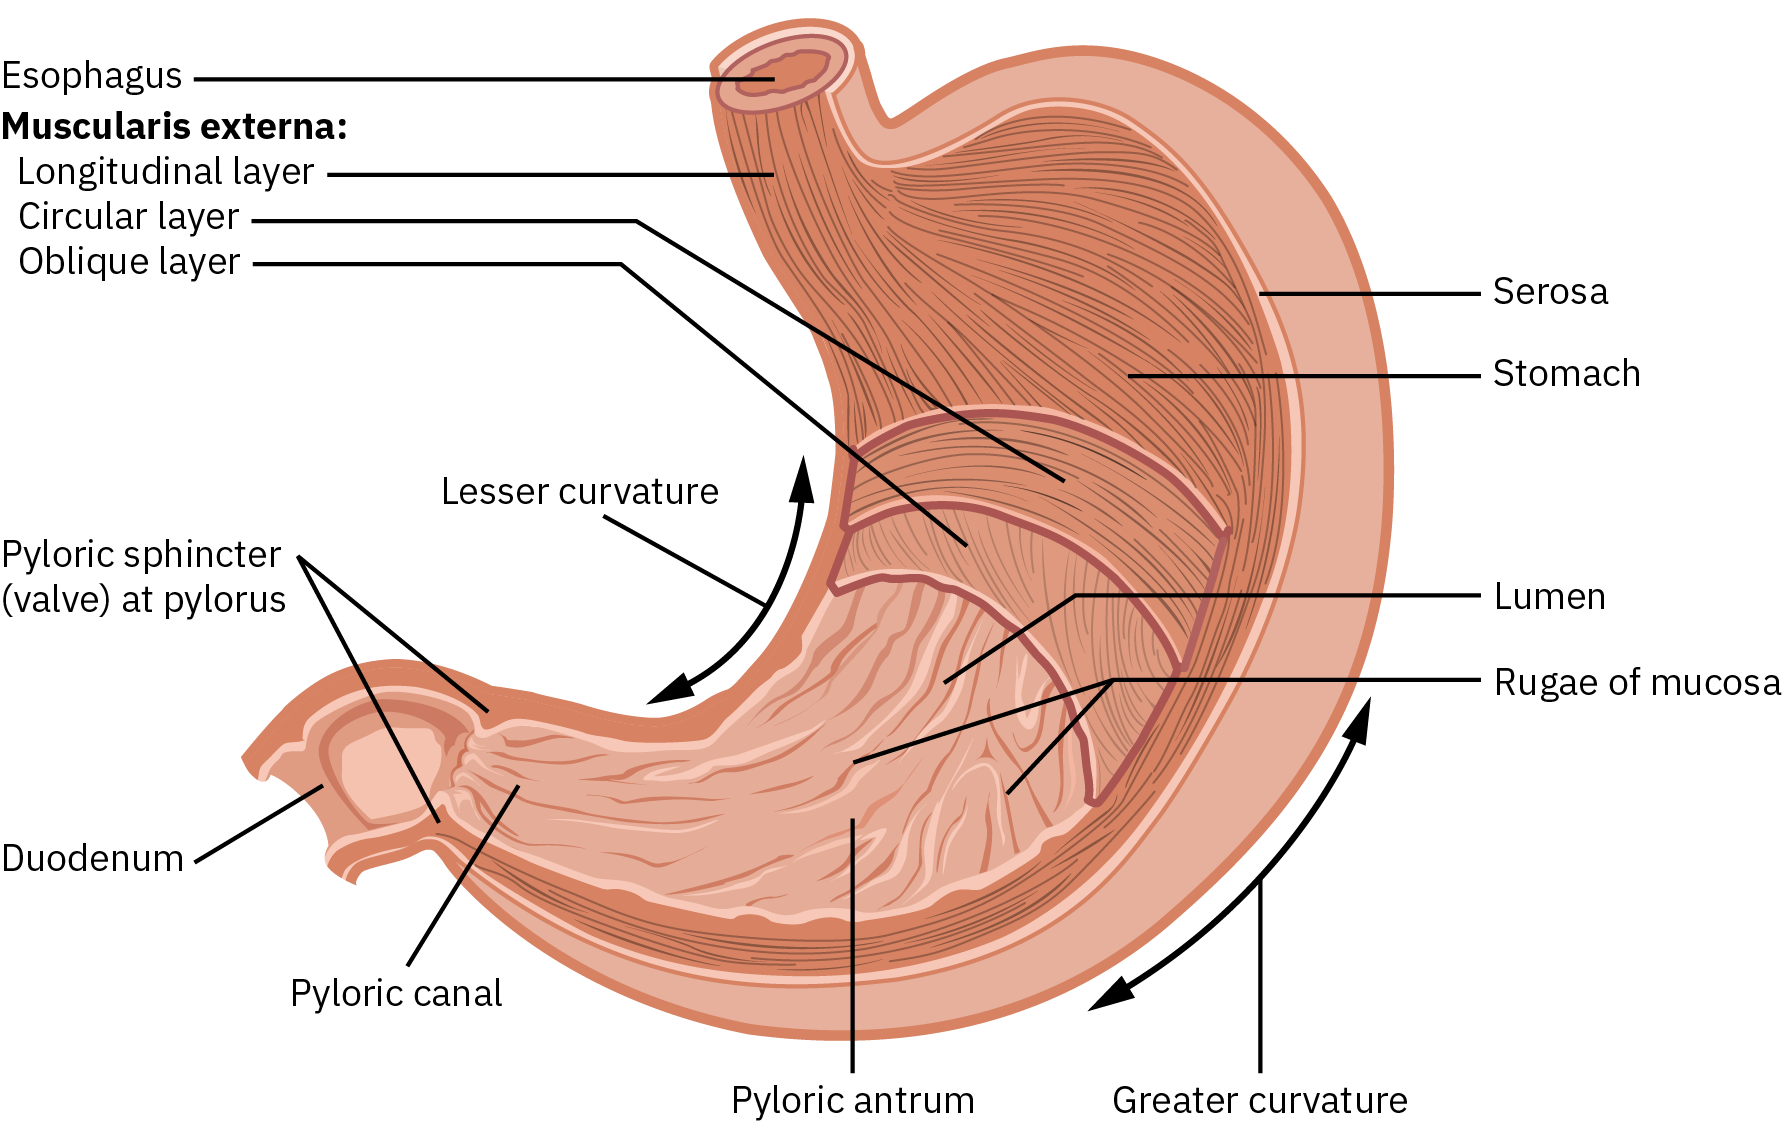 Esophagus
Muscularis externa:
Longitudinal layer
Circular layer
Oblique layer
Serosa
Stomach
Lesser curvature
Pyloric sphincter
(valve) at pylorus
Lumen
Rugae of mucosa
Duodenum
Pyloric canal
Pyloric antrum
Greater curvature